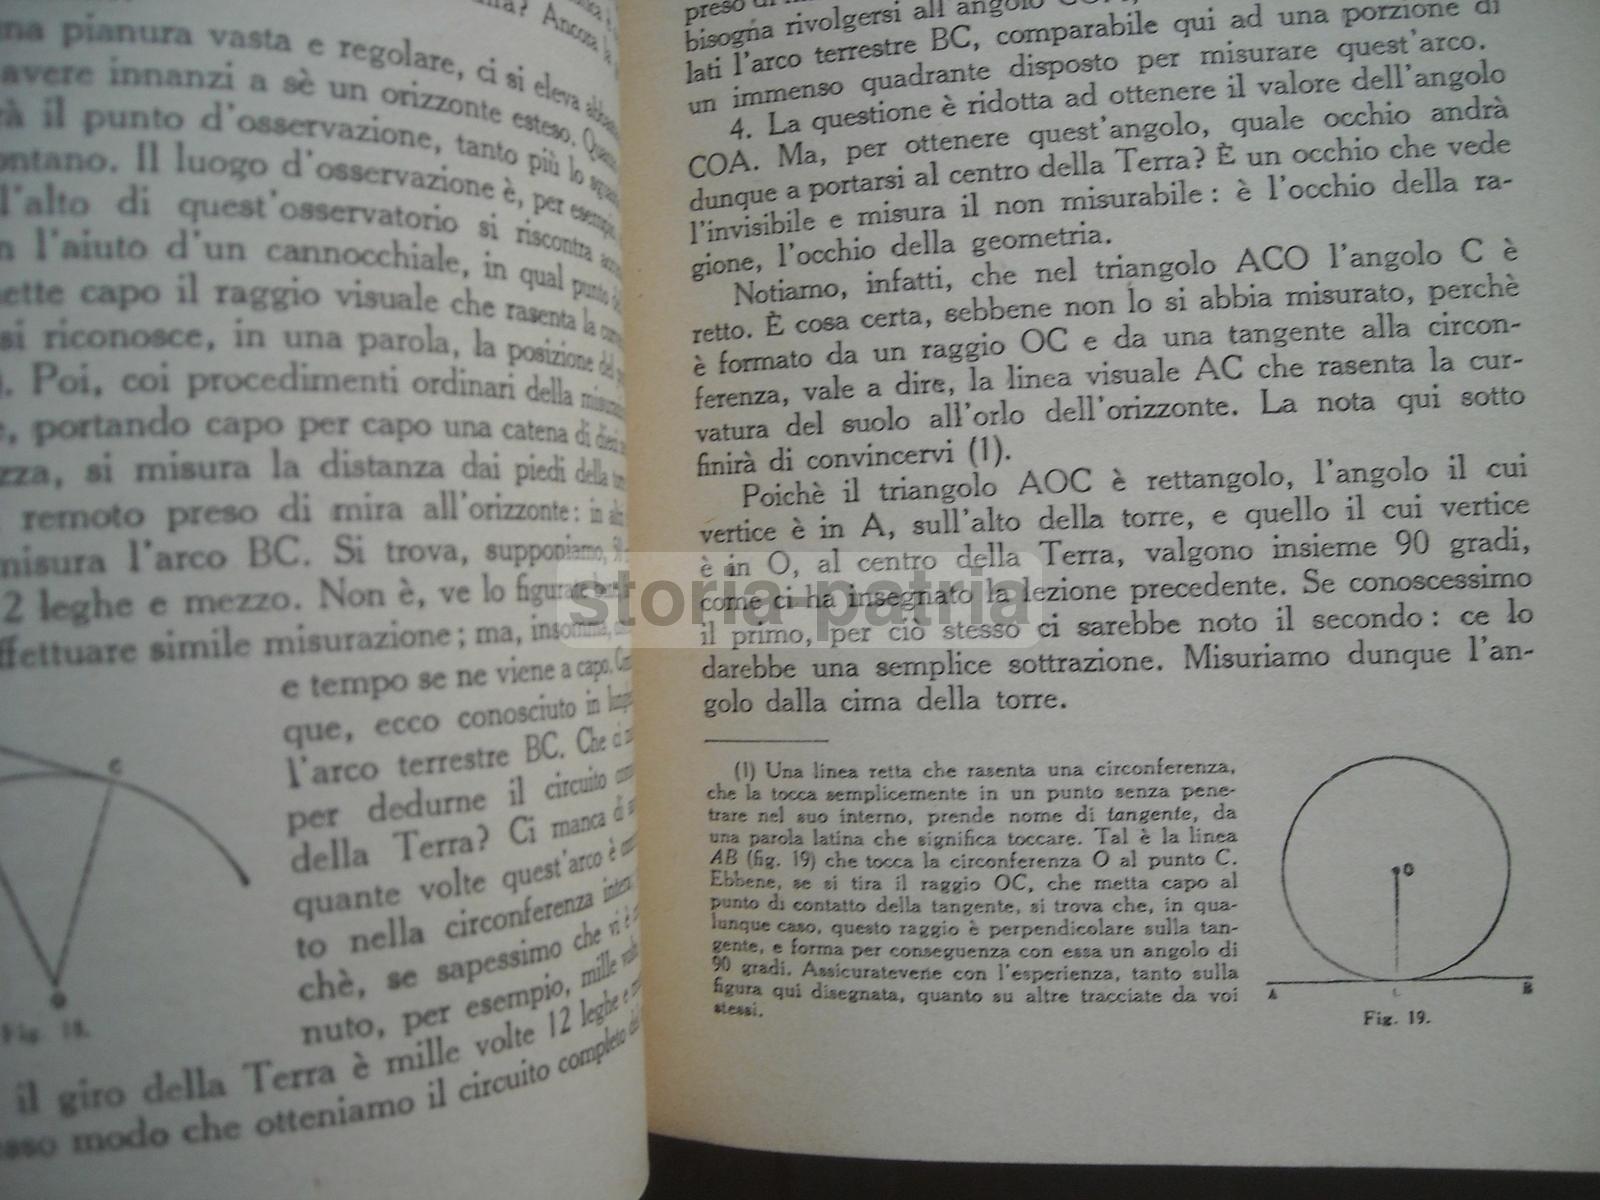 na pianura vasta e regolare, ci si eleva
avere innanzi a sè un orizzonte esteso.
il punto d'osservazione, tanto più lo
ontano. Il luogo d'osservazione è, per esempio,
l'alto di quest'osservatorio si riscontra
l'aiuto d'un cannocchiale, in qual punto
ette capo il raggio visuale che rasenta la
si riconosce, in una parola, la posizione del
Poi, coi procedimenti ordinari della
portando capo per capo una catena di
zza, si misura la distanza dai piedi della
remoto preso di mira all'orizzonte: in
misura l'arco BC. Si trova, supponiamo,
2 leghe e mezzo. Non è, ve lo figurate
ffettuare simile misurazione; ma, insomma,
e tempo se ne viene a capo.
que, ecco conosciuto in
l'arco terrestre BC. Che ci
per dedurne il circuito
della Terra? Ci manca di
quante volte quest'arco è
to nella circonferenza
chè, se sapessimo che vi è
nuto, per esempio, mille
il giro della Terra è mille volte 12 leghe e
modo che otteniamo il circuito completo
C
O
Fig. 18.
bisogna rivolgersi all'angolo
lati l'arco terrestre BC, comparabile qui ad una porzione di
un immenso quadrante disposto per misurare quest'arco.
4. La questione è ridotta ad ottenere il valore dell'angolo
COA. Ma, per ottenere quest'angolo, quale occhio andrà
dunque a portarsi al centro della Terra? È un occhio che vede
l'invisibile e misura il non misurabile: è l'occhio della ra-
gione, l'occhio della geometria.
Notiamo, infatti, che nel triangolo ACO l'angolo C è
retto. È cosa certa, sebbene non lo si abbia misurato, perchè
è formato da un raggio OC e da una tangente alla circon-
ferenza, vale a dire, la linea visuale AC che rasenta la cur-
vatura del suolo all'orlo dell'orizzonte. La nota qui sotto
finirà di convincervi (1).
Poichè il triangolo AOC è rettangolo, l'angolo il cui
vertice è in A, sull'alto della torre, e quello il cui vertice
è in O, al centro della Terra, valgono insieme 90 gradi,
come ci ha insegnato la lezione precedente. Se conoscessimo
il primo, per ciò stesso ci sarebbe noto il secondo: ce lo
darebbe una semplice sottrazione. Misuriamo dunque l'an-
golo dalla cima della torre.
(1) Una linea retta che rasenta una circonferenza,
che la tocca semplicemente in un punto senza pene-
trare nel suo interno, prende nome di tangente, da
una parola latina che significa toccare. Tal è la linea
AB (fig. 19) che tocca la circonferenza O al punto C.
Ebbene, se si tira il raggio OC, che metta capo al
punto di contatto della tangente, si trova che, in qua-
lunque caso, questo raggio è perpendicolare sulla tan-
gente, e forma per conseguenza con essa un angolo di
90 gradi. Assicuratevene con l'esperienza, tanto sulla
figura qui disegnata, quanto su altre tracciate da voi
stessi.
O
A
B
Fig. 19.
storia patria